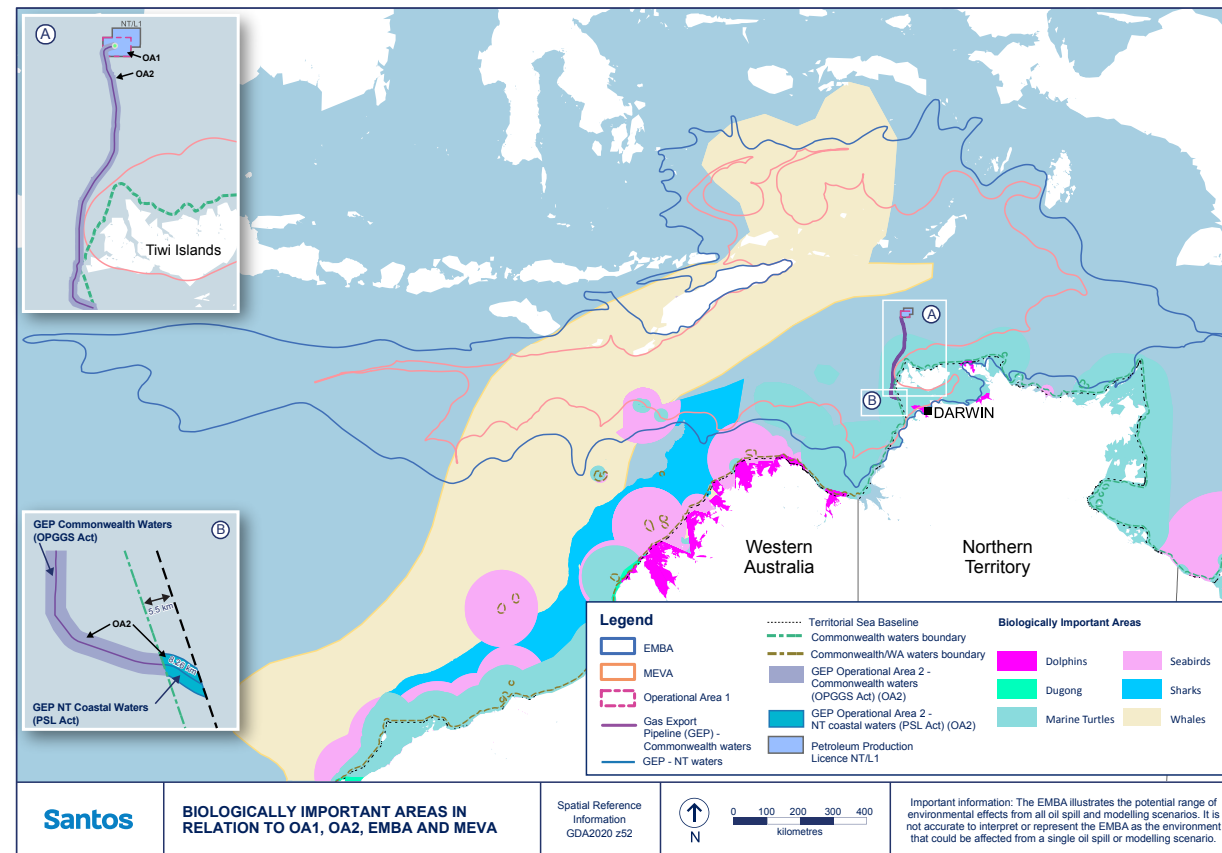 A
NT/L1
OA1
OA2
Tiwi Islands
A
B
DARWIN
Western
Australia
Northern
Territory
GEP Commonwealth Waters
(OPGGS Act)
B
5.5 km
OA2
GEP NT Coastal Waters
(PSL Act)
Legend
EMBA
MEVA
Operational Area 1
Gas Export
Pipeline (GEP) -
Commonwealth waters
GEP - NT waters
Territorial Sea Baseline
Commonwealth waters boundary
Commonwealth/WA waters boundary
GEP Operational Area 2 -
Commonwealth waters
(OPGGS Act) (OA2)
GEP Operational Area 2 -
NT coastal waters (PSL Act) (OA2)
Petroleum Production
Licence NT/L1
Biologically Important Areas
Dolphins
Dugong
Marine Turtles
Seabirds
Sharks
Whales
Santos
BIOLOGICALLY IMPORTANT AREAS IN
RELATION TO OA1, OA2, EMBA AND MEVA
Spatial Reference
Information
GDA2020 z52
N
0 100 200 300 400
kilometres
Important information: The EMBA illustrates the potential range of
environmental effects from all oil spill and modelling scenarios. It is
not accurate to interpret or represent the EMBA as the environment
that could be affected from a single oil spill or modelling scenario.